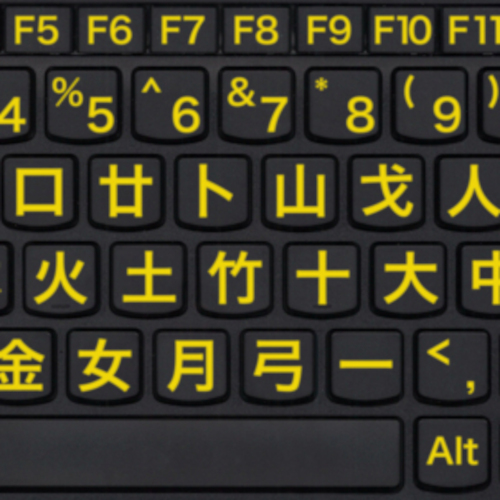 F5 F6 F7 F8 F9 F10 F11
4 % 5 ^ 6 & 7 * 8 ( 9 )
口 廿 卜 山 戈 人
火 土 竹 十 大 中
金 女 月 弓 一 < ,
Alt